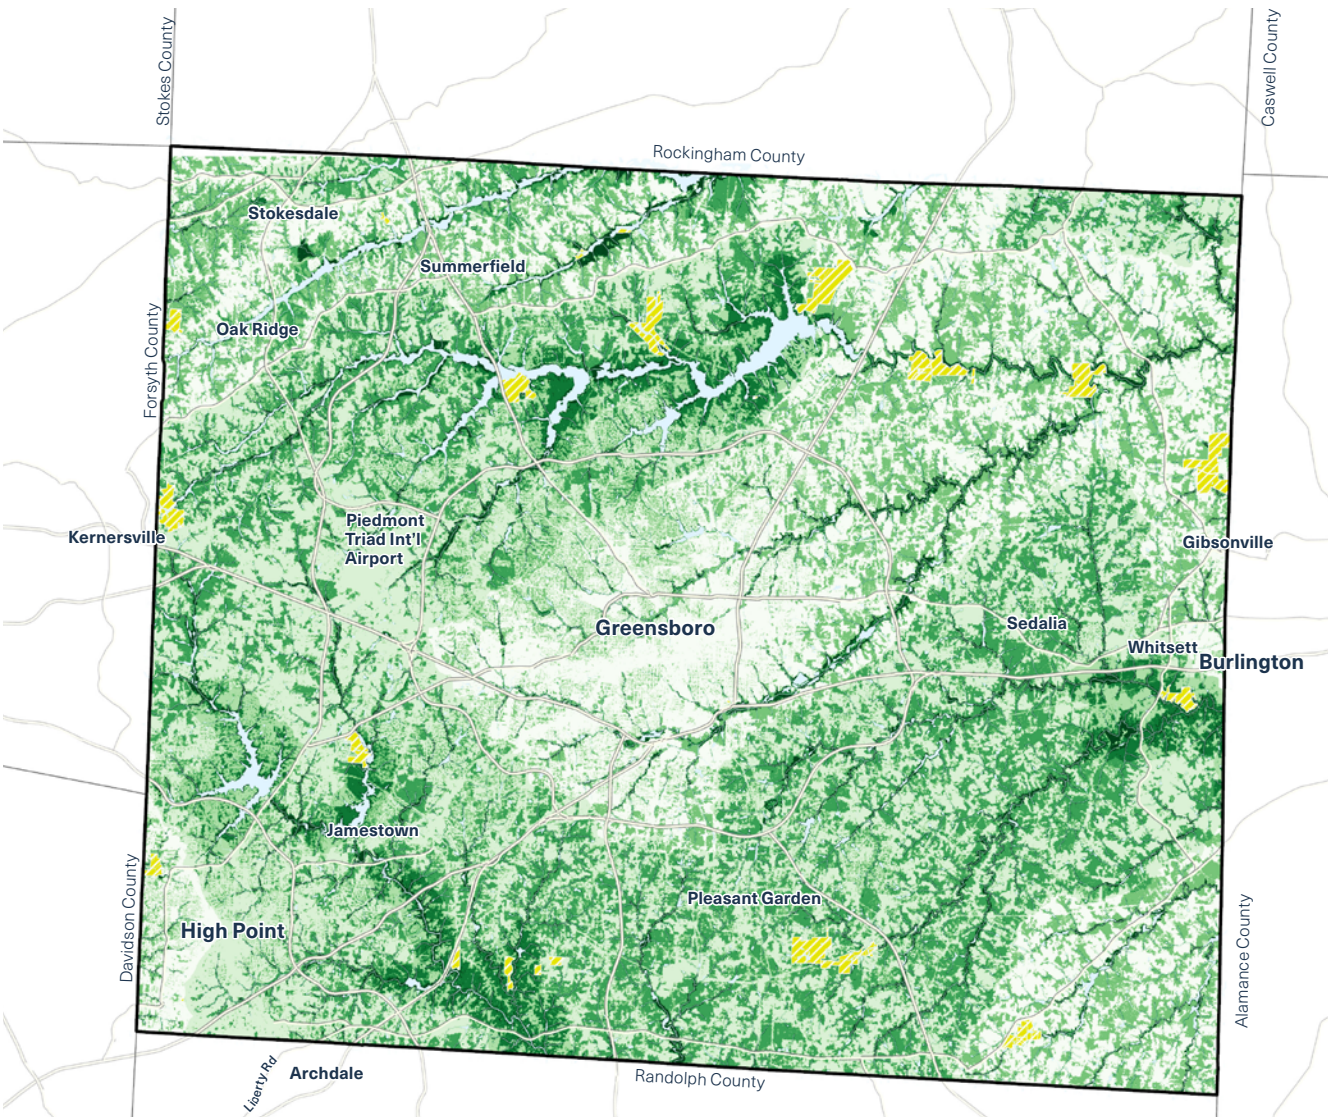 Stokes County
Caswell County
Rockingham County
Stokesdale
Summerfield
Oak Ridge
Forsyth County
Piedmont
Triad Int'l
Airport
Kernersville
Gibsonville
Greensboro
Sedalia
Whitsett
Burlington
Jamestown
Pleasant Garden
High Point
Davidson County
Alamance County
Liberty Rd
Archdale
Randolph County